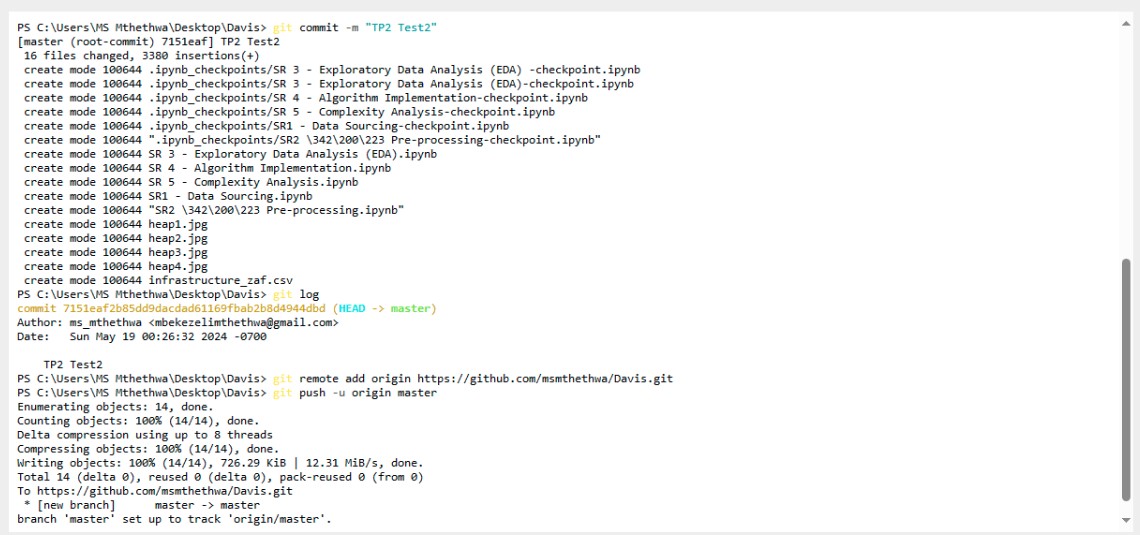 PS C:\Users\MS Mthethwa\Desktop\Davis> git commit -m "TP2 Test2"
[master (root-commit) 7151eaf] TP2 Test2
 16 files changed, 3380 insertions(+)
 create mode 100644 .ipynb_checkpoints/SR 3 - Exploratory Data Analysis (EDA) -checkpoint.ipynb
 create mode 100644 .ipynb_checkpoints/SR 3 - Exploratory Data Analysis (EDA)-checkpoint.ipynb
 create mode 100644 .ipynb_checkpoints/SR 4 - Algorithm Implementation-checkpoint.ipynb
 create mode 100644 .ipynb_checkpoints/SR 5 - Complexity Analysis-checkpoint.ipynb
 create mode 100644 .ipynb_checkpoints/SR1 - Data Sourcing-checkpoint.ipynb
 create mode 100644 ".ipynb_checkpoints/SR2 \342\200\223 Pre-processing-checkpoint.ipynb"
 create mode 100644 SR 3 - Exploratory Data Analysis (EDA).ipynb
 create mode 100644 SR 4 - Algorithm Implementation.ipynb
 create mode 100644 SR 5 - Complexity Analysis.ipynb
 create mode 100644 SR1 - Data Sourcing.ipynb
 create mode 100644 "SR2 \342\200\223 Pre-processing.ipynb"
 create mode 100644 heap1.jpg
 create mode 100644 heap2.jpg
 create mode 100644 heap3.jpg
 create mode 100644 heap4.jpg
 create mode 100644 infrastructure_zaf.csv
PS C:\Users\MS Mthethwa\Desktop\Davis> git log
commit 7151eaf2b85dd9dacdad61169fbab2b8d4944dbd (HEAD -> master)
Author: ms_mthethwa <mbekezelimthethwa@gmail.com>
Date:   Sun May 19 00:26:32 2024 -0700
    TP2 Test2
PS C:\Users\MS Mthethwa\Desktop\Davis> git remote add origin https://github.com/msmthethwa/Davis.git
PS C:\Users\MS Mthethwa\Desktop\Davis> git push -u origin master
Enumerating objects: 14, done.
Counting objects: 100% (14/14), done.
Delta compression using up to 8 threads
Compressing objects: 100% (14/14), done.
Writing objects: 100% (14/14), 726.29 KiB | 12.31 MiB/s, done.
Total 14 (delta 0), reused 0 (delta 0), pack-reused 0 (from 0)
To https://github.com/msmthethwa/Davis.git
 * [new branch]      master -> master
branch 'master' set up to track 'origin/master'.